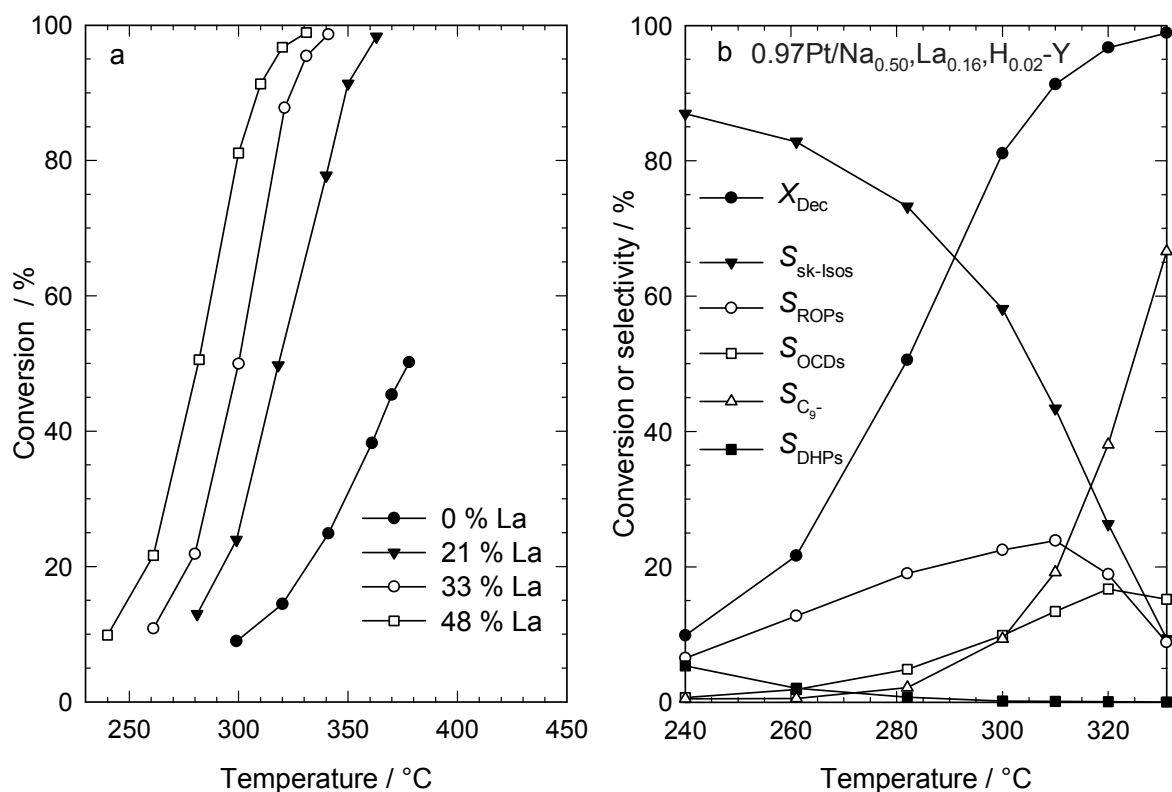 a
Conversion / %
100
80
60
40
20
0
250
300
350
400
450
Temperature / °C
0 % La
21 % La
33 % La
48 % La
b 0.97Pt/Na0.50,La0.16,H0.02-Y
Conversion or selectivity / %
100
80
60
40
20
0
240
260
280
300
320
Temperature / °C
XDec
Ssk-Isos
SROPs
SOCDs
SC9-
SDHPs